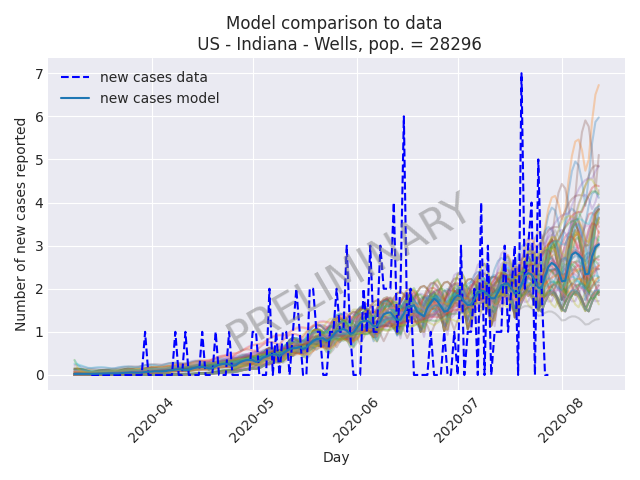 Model comparison to data
US - Indiana - Wells, pop. = 28296
new cases data
new cases model
Number of new cases reported
7
6
5
4
3
2
1
0
PRELIMINARY
2020-04
2020-05
2020-06
2020-07
2020-08
Day